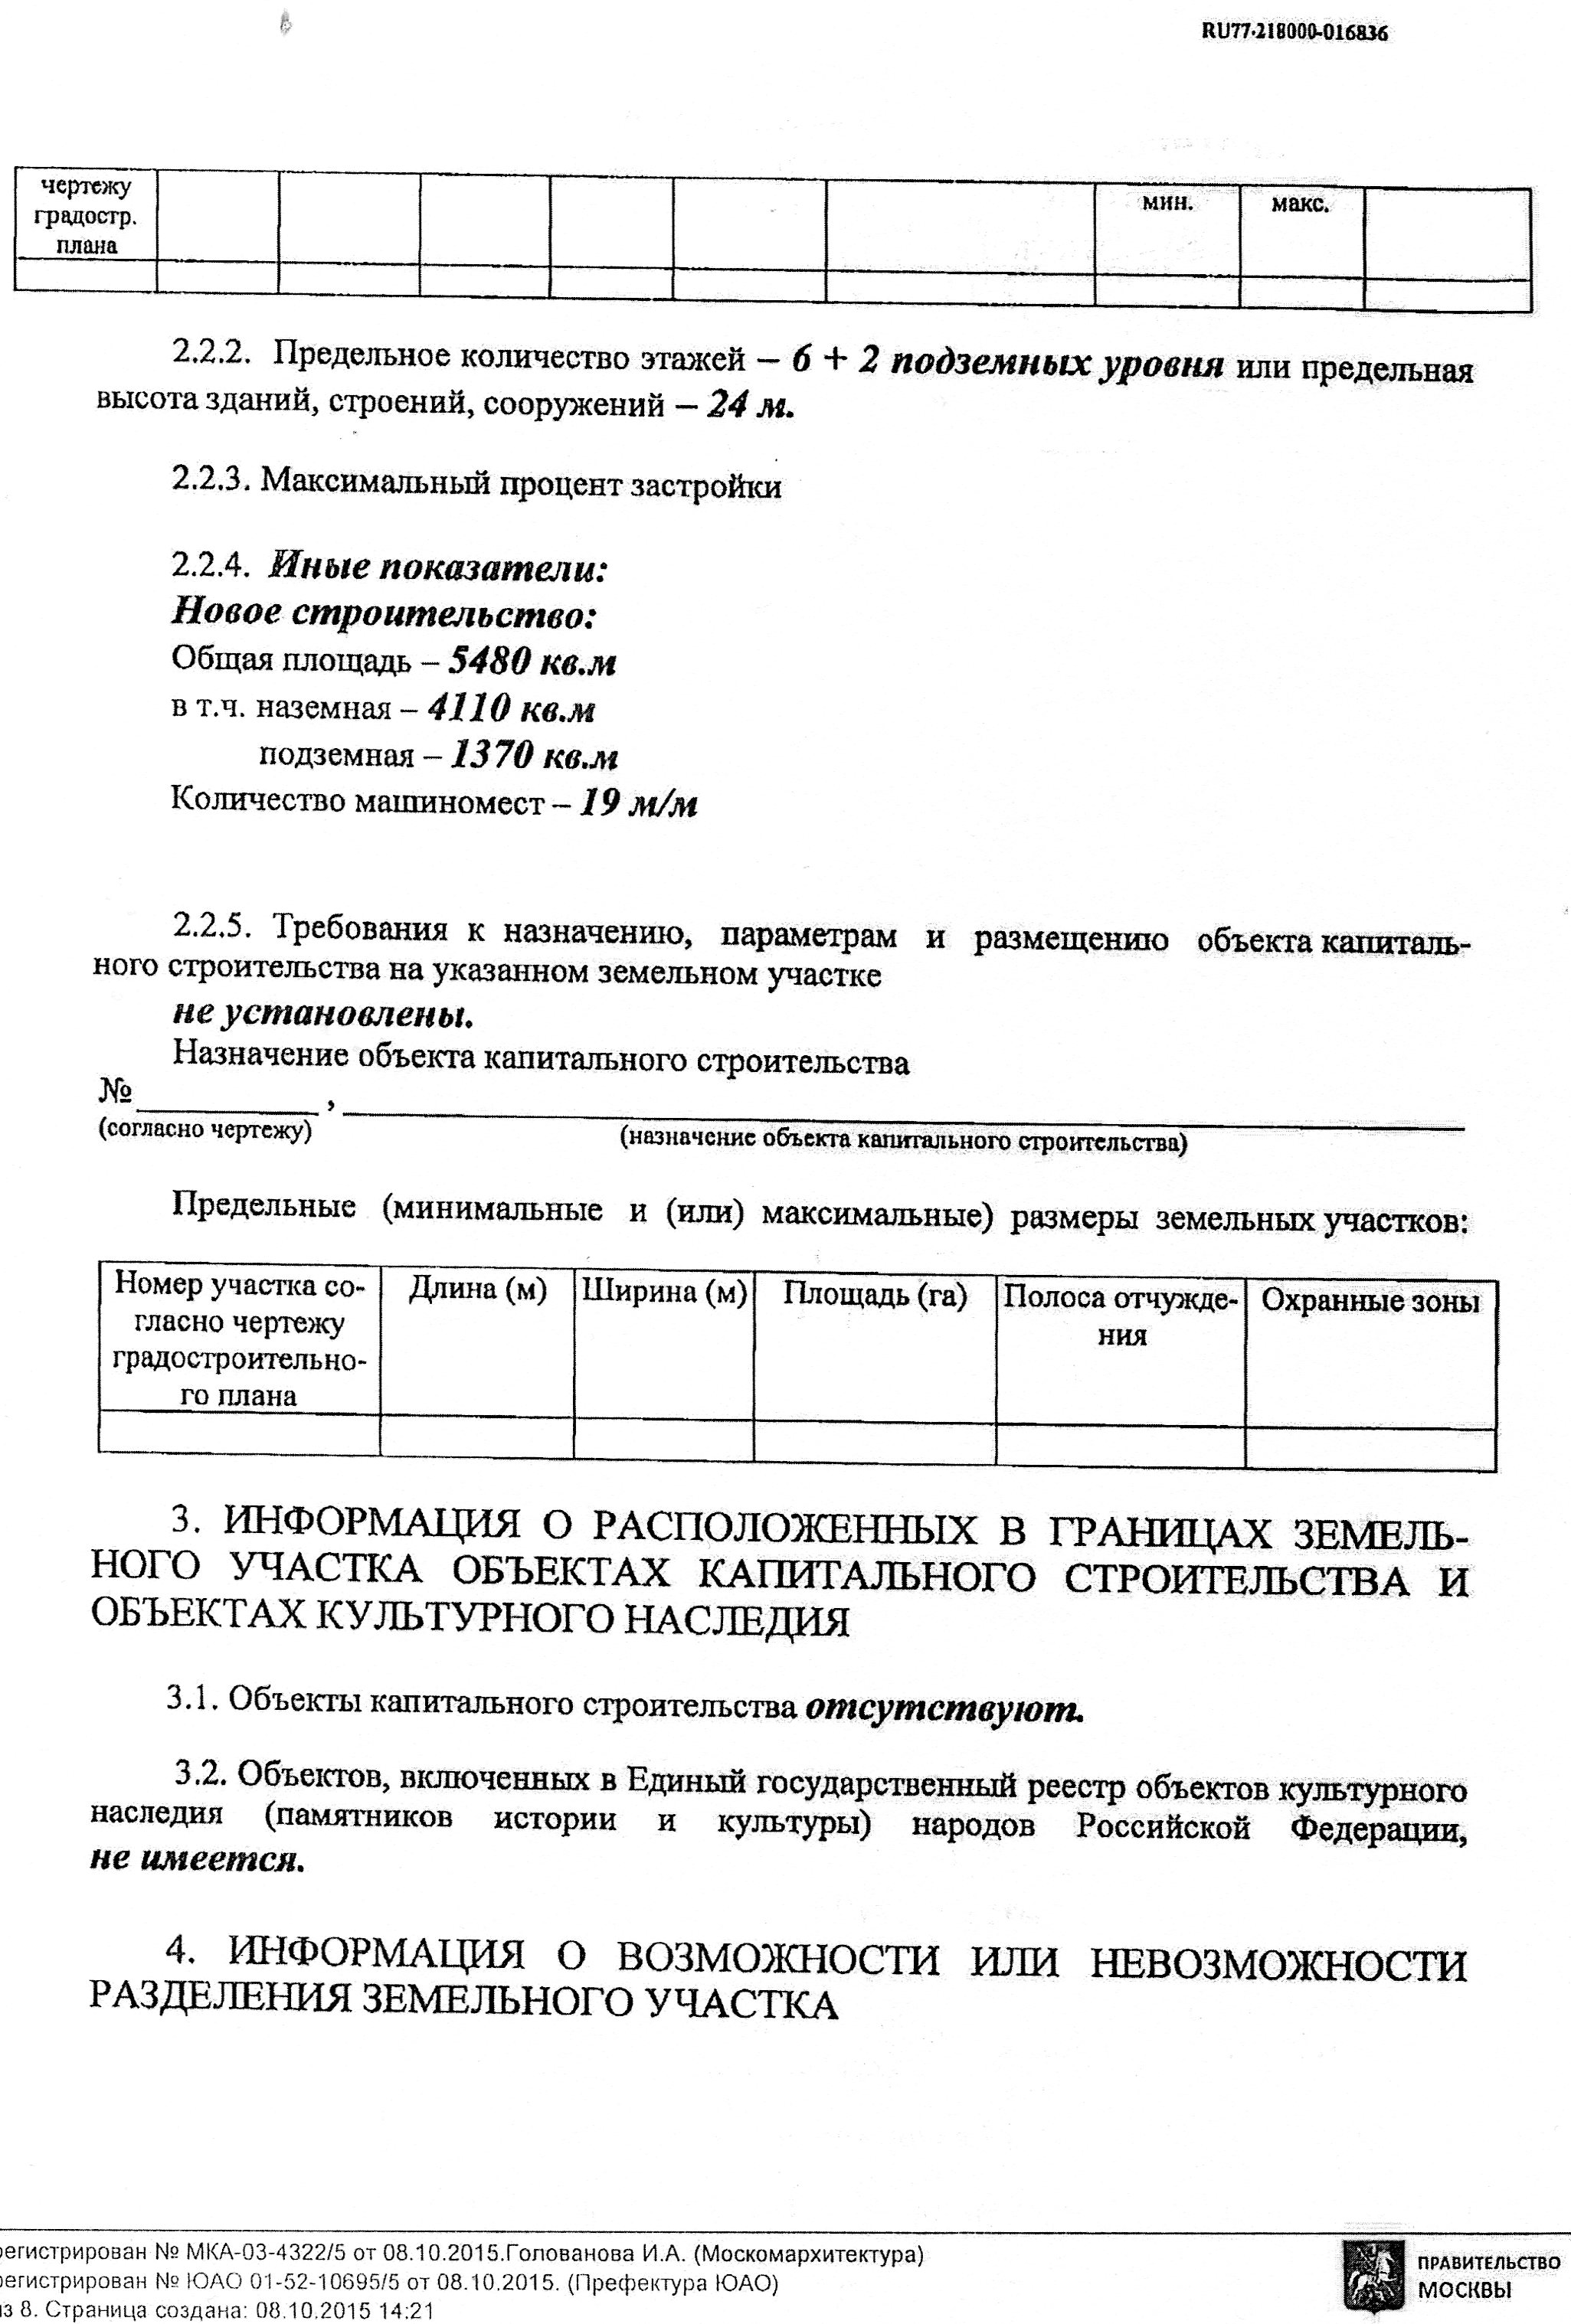 RU77-218000-016836
чертежу
градостр.
плана
мин.
макс.
2.2.2. Предельное количество этажей – 6 + 2 подземных уровня или предельная
высота зданий, строений, сооружений – 24 м.
2.2.3. Максимальный процент застройки
2.2.4. Иные показатели:
Новое строительство:
Общая площадь – 5480 кв.м
в т.ч. наземная – 4110 кв.м
подземная – 1370 кв.м
Количество машиномест – 19 м/м
2.2.5. Требования к назначению, параметрам и размещению объекта капиталь-
ного строительства на указанном земельном участке
не установлены.
Назначение объекта капитального строительства
№ __________ , ____________________
(согласно чертежу) (назначение объекта капитального строительства)
Предельные (минимальные и (или) максимальные) размеры земельных участков:
Номер участка со-
гласно чертежу
градостроительно-
го плана
Длина (м)
Ширина (м)
Площадь (га)
Полоса отчужде-
ния
Охранные зоны
3. ИНФОРМАЦИЯ О РАСПОЛОЖЕННЫХ В ГРАНИЦАХ ЗЕМЕЛЬ-
НОГО УЧАСТКА ОБЪЕКТАХ КАПИТАЛЬНОГО СТРОИТЕЛЬСТВА И
ОБЪЕКТАХ КУЛЬТУРНОГО НАСЛЕДИЯ
3.1. Объекты капитального строительства отсутствуют.
3.2. Объектов, включенных в Единый государственный реестр объектов культурного
наследия (памятников истории и культуры) народов Российской Федерации,
не имеется.
4. ИНФОРМАЦИЯ О ВОЗМОЖНОСТИ ИЛИ НЕВОЗМОЖНОСТИ
РАЗДЕЛЕНИЯ ЗЕМЕЛЬНОГО УЧАСТКА
регистрирован № МКА-03-4322/5 от 08.10.2015.Голованова И.А. (Москомархитектура)
регистрирован № ЮАО 01-52-10695/5 от 08.10.2015. (Префектура ЮАО)
из 8. Страница создана: 08.10.2015 14:21
ПРАВИТЕЛЬСТВО
МОСКВЫ